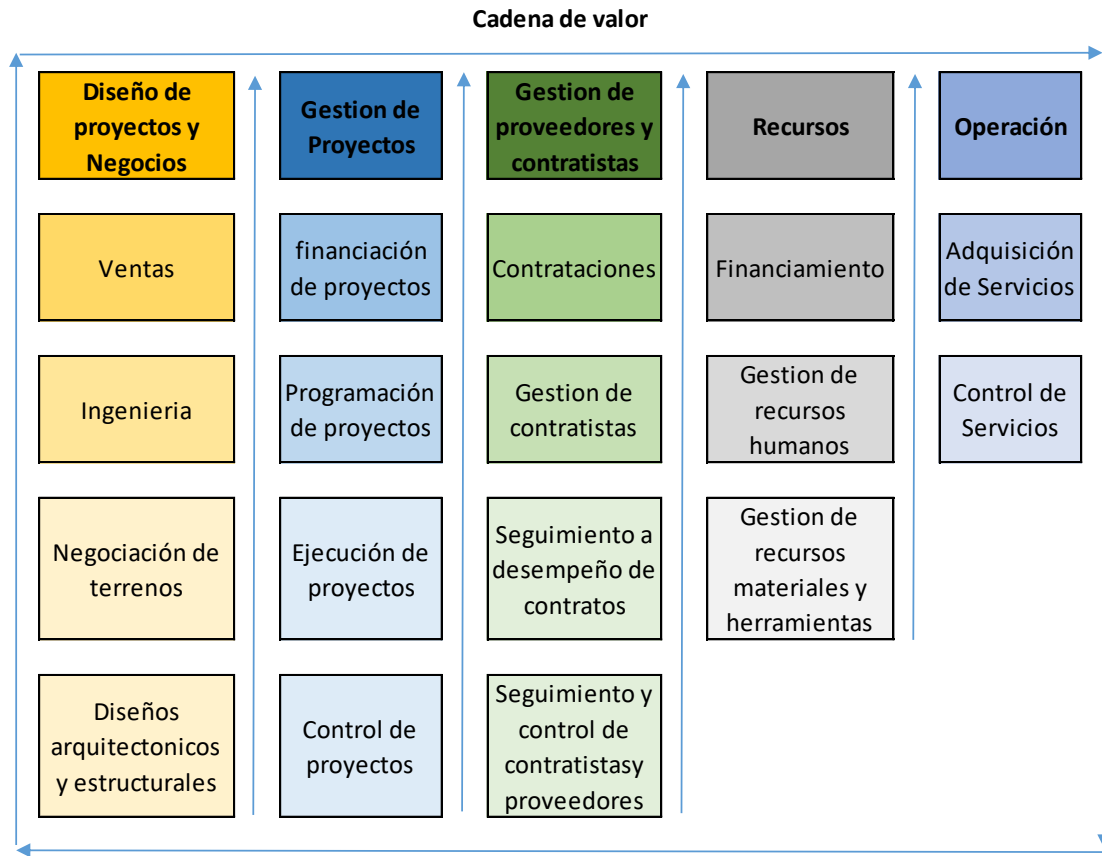 Cadena de valor
Diseño de
proyectos y
Negocios
Ventas
Ingenieria
Negociación de
terrenos
Diseños
arquitectonicos
y estructurales
Gestion de
Proyectos
financiación
de proyectos
Programación
de proyectos
Ejecución de
proyectos
Control de
proyectos
Gestion de
proveedores y
contratistas
Contrataciones
Gestion de
contratistas
Seguimiento a
desempeño de
contratos
Seguimiento y
control de
contratistasy
proveedores
Recursos
Financiamiento
Gestion de
recursos
humanos
Gestion de
recursos
materiales y
herramientas
Operación
Adquisición
de Servicios
Control de
Servicios